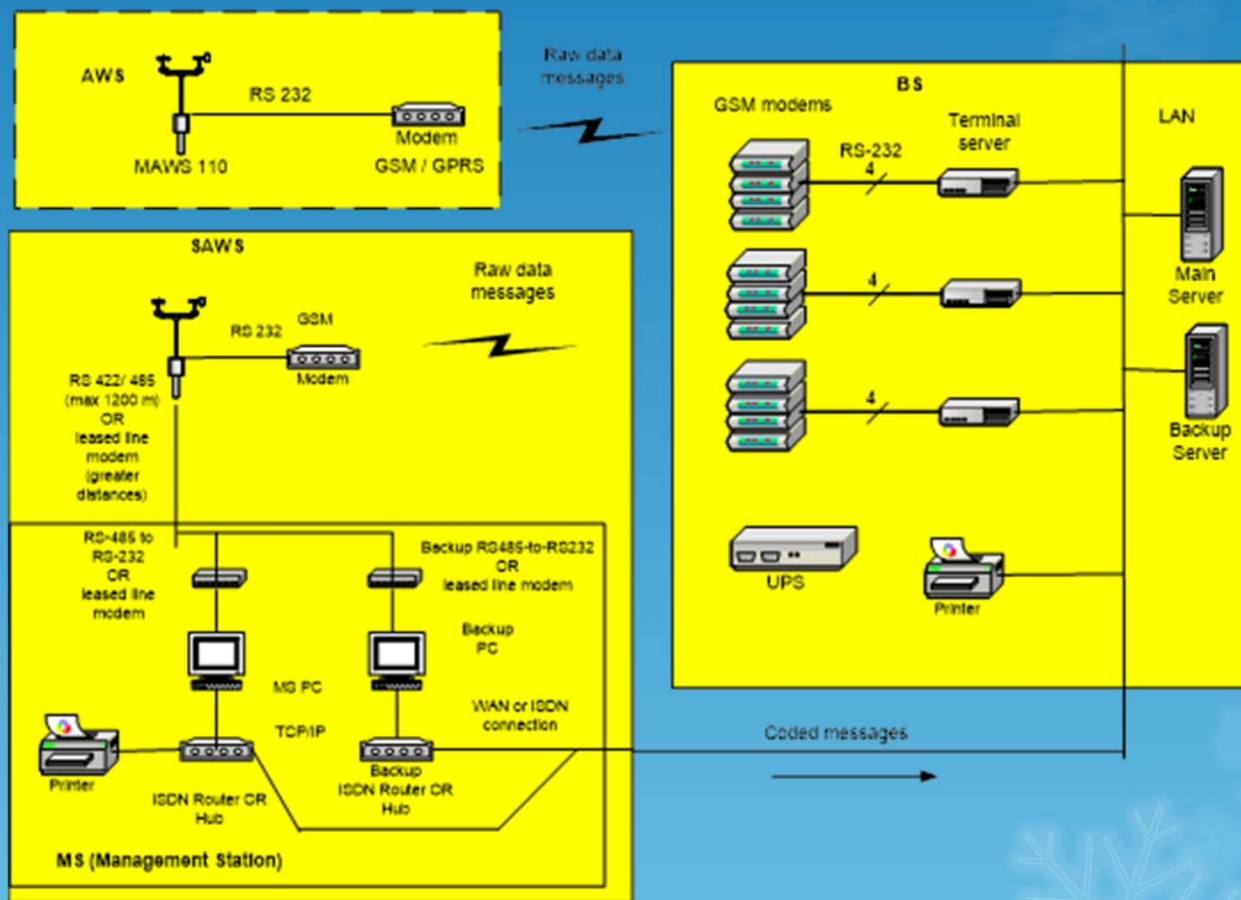 AWS
RS 232
MAWS 110
Modem
GSM / GPRS
Raw data
messages
BS
GSM modems
RS-232
4
Terminal
server
LAN
4
4
Main
Server
Backup
Server
UPS
Printer
SAWS
Raw data
messages
RS 232
GSM
Modem
RS 422/ 485
(max 1200 m)
OR
leased line
modem
(greater
distances)
RS-485 to
RS-232
OR
leased line
modem
Backup RS485-to-RS232
OR
leased line modem
Backup
PC
MS PC
TCP/IP
WAN or ISDN
connection
Printer
ISDN Router OR
Hub
Backup
ISDN Router OR
Hub
MS (Management Station)
Coded messages